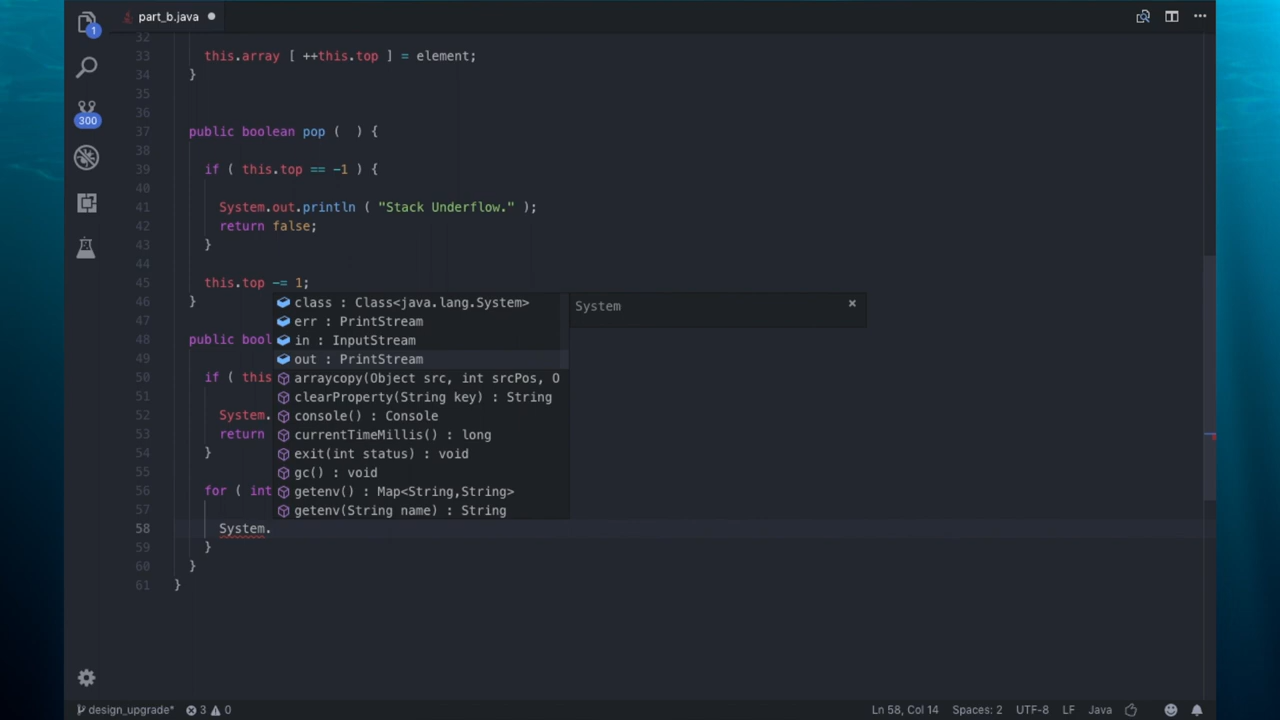 1
part_b.java
300
32
33 this.array [ ++this.top ] = element;
34 }
35
36
37 public boolean pop ( ) {
38
39 if ( this.top == -1 ) {
40
41 System.out.println ( "Stack Underflow." );
42 return false;
43 }
44
45 this.top -= 1;
46 }
47
48 public bool
49
50 if ( this
51
52 System.
53 return
54 }
55
56 for ( int
57
58 System.
59 }
60 }
61 }
class : Class<java.lang.System>
err : PrintStream
in : InputStream
out : PrintStream
arraycopy(Object src, int srcPos, O
clearProperty(String key) : String
console() : Console
currentTimeMillis() : long
exit(int status) : void
gc() : void
getenv() : Map<String,String>
getenv(String name) : String
System
design_upgrade* 3 0 Ln 58, Col 14 Spaces: 2 UTF-8 LF Java